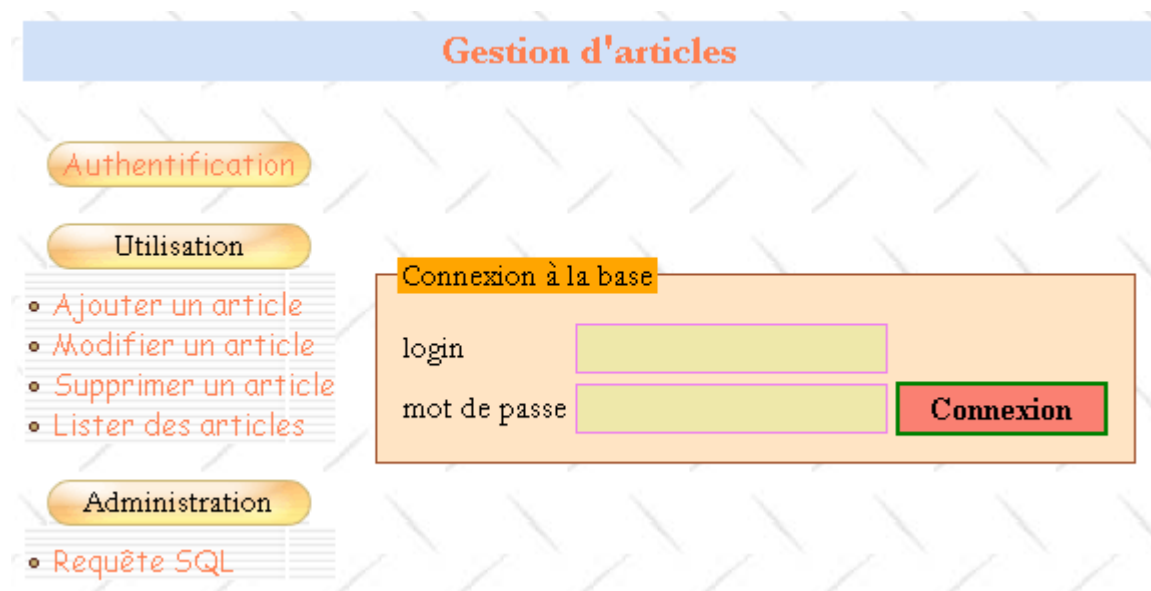 Gestion d'articles
Authentification
Utilisation
Ajouter un article
Modifier un article
Supprimer un article
Lister des articles
Administration
Requête SQL
Connexion à la base
login
mot de passe
Connexion